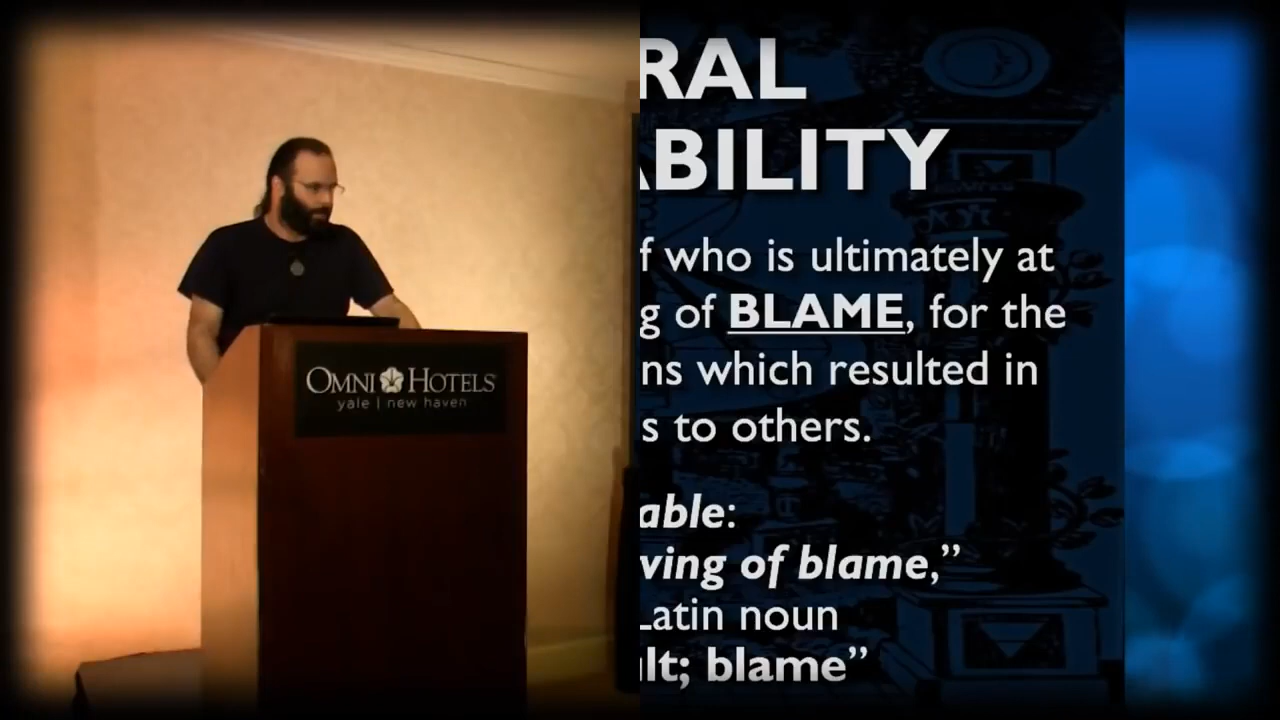 OMNI HOTELS
yale | new haven
RAL
ABILITY
f who is ultimately at
g of BLAME, for the
ns which resulted in
s to others.
able:
ving of blame,”
Latin noun
lt; blame”